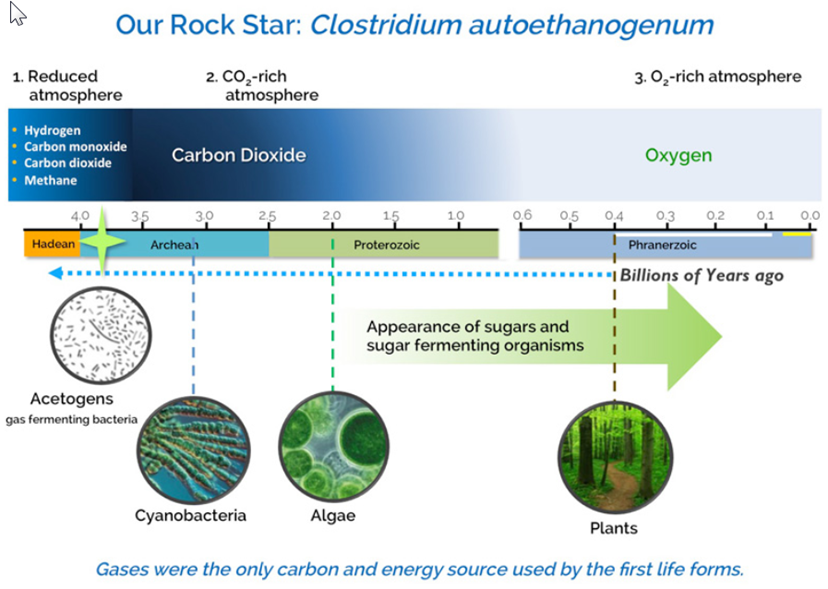 Our Rock Star: Clostridium autoethanogenum
1. Reduced
atmosphere
2. CO₂-rich
atmosphere
3. O₂-rich atmosphere
• Hydrogen
• Carbon monoxide
• Carbon dioxide
• Methane
Carbon Dioxide
Oxygen
4.0 3.5 3.0 2.5 2.0 1.5 1.0 0.6 0.5 0.4 0.3 0.2 0.1 0.0
Hadean Archean Proterozoic Phranerzoic
Billions of Years ago
Appearance of sugars and
sugar fermenting organisms
Acetogens
gas fermenting bacteria
Cyanobacteria
Algae
Plants
Gases were the only carbon and energy source used by the first life forms.